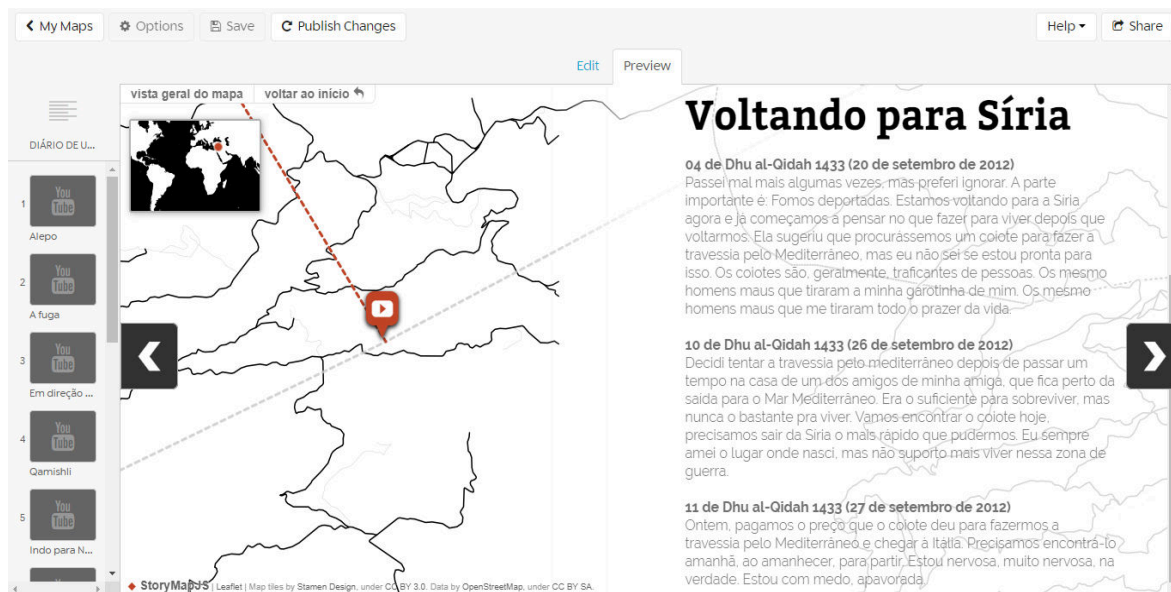 My Maps Options Save Publish Changes Help Share
Edit Preview
DIÁRIO DE U...
1 You Tube
Alepo
2 You Tube
A fuga
3 You Tube
Em direção ...
4 You Tube
Qamishli
5 You Tube
Indo para N...
vista geral do mapa voltar ao início
StoryMapJS | Leaflet | Map tiles by Stamen Design, under CC BY 3.0. Data by OpenStreetMap, under CC BY SA.
Voltando para Síria
04 de Dhu al-Qidah 1433 (20 de setembro de 2012)
Passei mal mais algumas vezes, mas preferi ignorar. A parte
importante é: Fomos deportadas. Estamos voltando para a Síria
agora e já começamos a pensar no que fazer para viver depois que
voltarmos. Ela sugeriu que procurássemos um coiote para fazer a
travessia pelo Mediterrâneo, mas eu não sei se estou pronta para
isso. Os coiotes são, geralmente, traficantes de pessoas. Os mesmo
homens maus que tiraram a minha garotinha de mim. Os mesmo
homens maus que me tiraram todo o prazer da vida.
10 de Dhu al-Qidah 1433 (26 de setembro de 2012)
Decidi tentar a travessia pelo mediterrâneo depois de passar um
tempo na casa de um dos amigos de minha amiga, que fica perto da
saída para o Mar Mediterrâneo. Era o suficiente para sobreviver, mas
nunca o bastante pra viver. Vamos encontrar o coiote hoje,
precisamos sair da Síria o mais rápido que pudermos. Eu sempre
amei o lugar onde nasci, mas não suporto mais viver nessa zona de
guerra.
11 de Dhu al-Qidah 1433 (27 de setembro de 2012)
Ontem, pagamos o preço que o coiote deu para fazermos a
travessia pelo Mediterrâneo e chegar à Itália. Precisamos encontrá-lo
amanhã, ao amanhecer, para partir. Estou nervosa, muito nervosa, na
verdade. Estou com medo, apavorada.